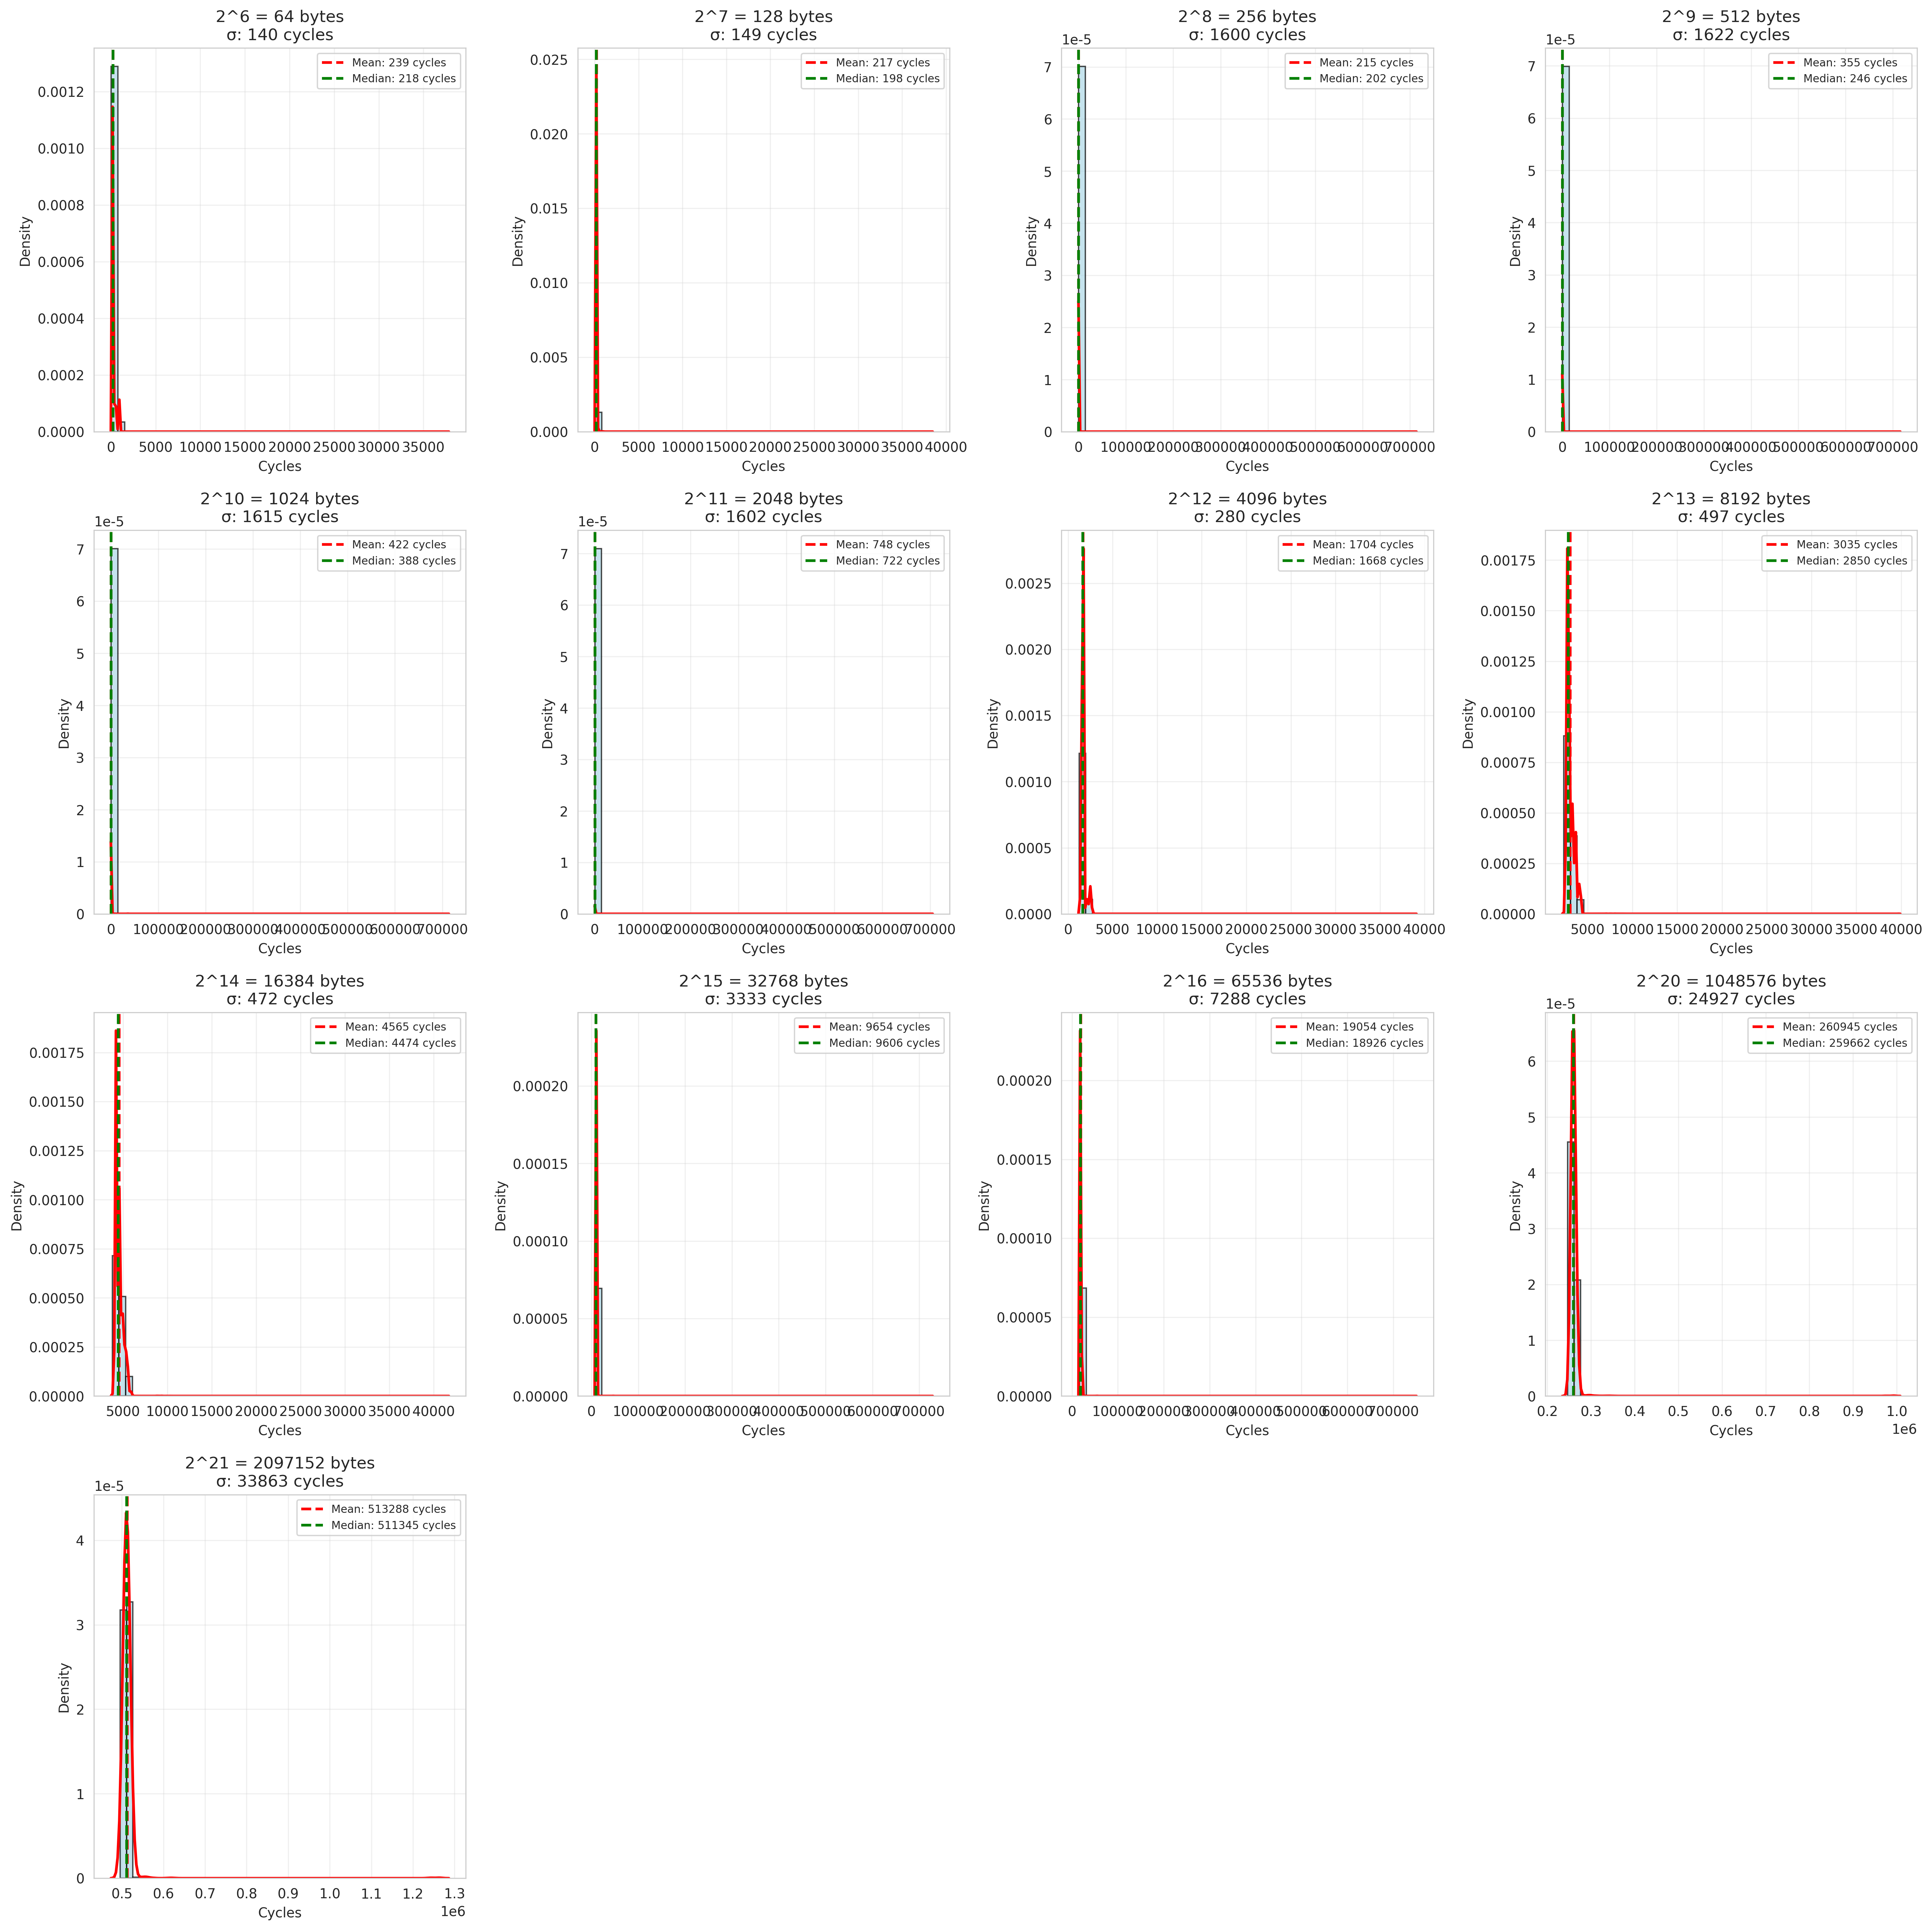 2^6 = 64 bytes
σ: 140 cycles
Mean: 239 cycles
Median: 218 cycles
0.0012
0.0010
0.0008
0.0006
0.0004
0.0002
0.0000
Density
0 5000 10000 15000 20000 25000 30000 35000
Cycles
2^7 = 128 bytes
σ: 149 cycles
Mean: 217 cycles
Median: 198 cycles
0.025
0.020
0.015
0.010
0.005
0.000
Density
0 5000 10000 15000 20000 25000 30000 35000 40000
Cycles
2^8 = 256 bytes
σ: 1600 cycles
1e-5
Mean: 215 cycles
Median: 202 cycles
7
6
5
4
3
2
1
0
Density
0 100000 200000 300000 400000 500000 600000 700000
Cycles
2^9 = 512 bytes
σ: 1622 cycles
1e-5
Mean: 355 cycles
Median: 246 cycles
7
6
5
4
3
2
1
0
Density
0 100000 200000 300000 400000 500000 600000 700000
Cycles
2^10 = 1024 bytes
σ: 1615 cycles
1e-5
Mean: 422 cycles
Median: 388 cycles
7
6
5
4
3
2
1
0
Density
0 100000 200000 300000 400000 500000 600000 700000
Cycles
2^11 = 2048 bytes
σ: 1602 cycles
1e-5
Mean: 748 cycles
Median: 722 cycles
7
6
5
4
3
2
1
0
Density
0 100000 200000 300000 400000 500000 600000 700000
Cycles
2^12 = 4096 bytes
σ: 280 cycles
Mean: 1704 cycles
Median: 1668 cycles
0.0025
0.0020
0.0015
0.0010
0.0005
0.0000
Density
0 5000 10000 15000 20000 25000 30000 35000 40000
Cycles
2^13 = 8192 bytes
σ: 497 cycles
Mean: 3035 cycles
Median: 2850 cycles
0.00175
0.00150
0.00125
0.00100
0.00075
0.00050
0.00025
0.00000
Density
5000 10000 15000 20000 25000 30000 35000 40000
Cycles
2^14 = 16384 bytes
σ: 472 cycles
Mean: 4565 cycles
Median: 4474 cycles
0.00175
0.00150
0.00125
0.00100
0.00075
0.00050
0.00025
0.00000
Density
5000 10000 15000 20000 25000 30000 35000 40000
Cycles
2^15 = 32768 bytes
σ: 3333 cycles
Mean: 9654 cycles
Median: 9606 cycles
0.00020
0.00015
0.00010
0.00005
0.00000
Density
0 100000 200000 300000 400000 500000 600000 700000
Cycles
2^16 = 65536 bytes
σ: 7288 cycles
Mean: 19054 cycles
Median: 18926 cycles
0.00020
0.00015
0.00010
0.00005
0.00000
Density
0 100000 200000 300000 400000 500000 600000 700000
Cycles
2^20 = 1048576 bytes
σ: 24927 cycles
1e-5
Mean: 260945 cycles
Median: 259662 cycles
6
5
4
3
2
1
0
Density
0.2 0.3 0.4 0.5 0.6 0.7 0.8 0.9 1.0
1e6
Cycles
2^21 = 2097152 bytes
σ: 33863 cycles
1e-5
Mean: 513288 cycles
Median: 511345 cycles
4
3
2
1
0
Density
0.5 0.6 0.7 0.8 0.9 1.0 1.1 1.2 1.3
1e6
Cycles